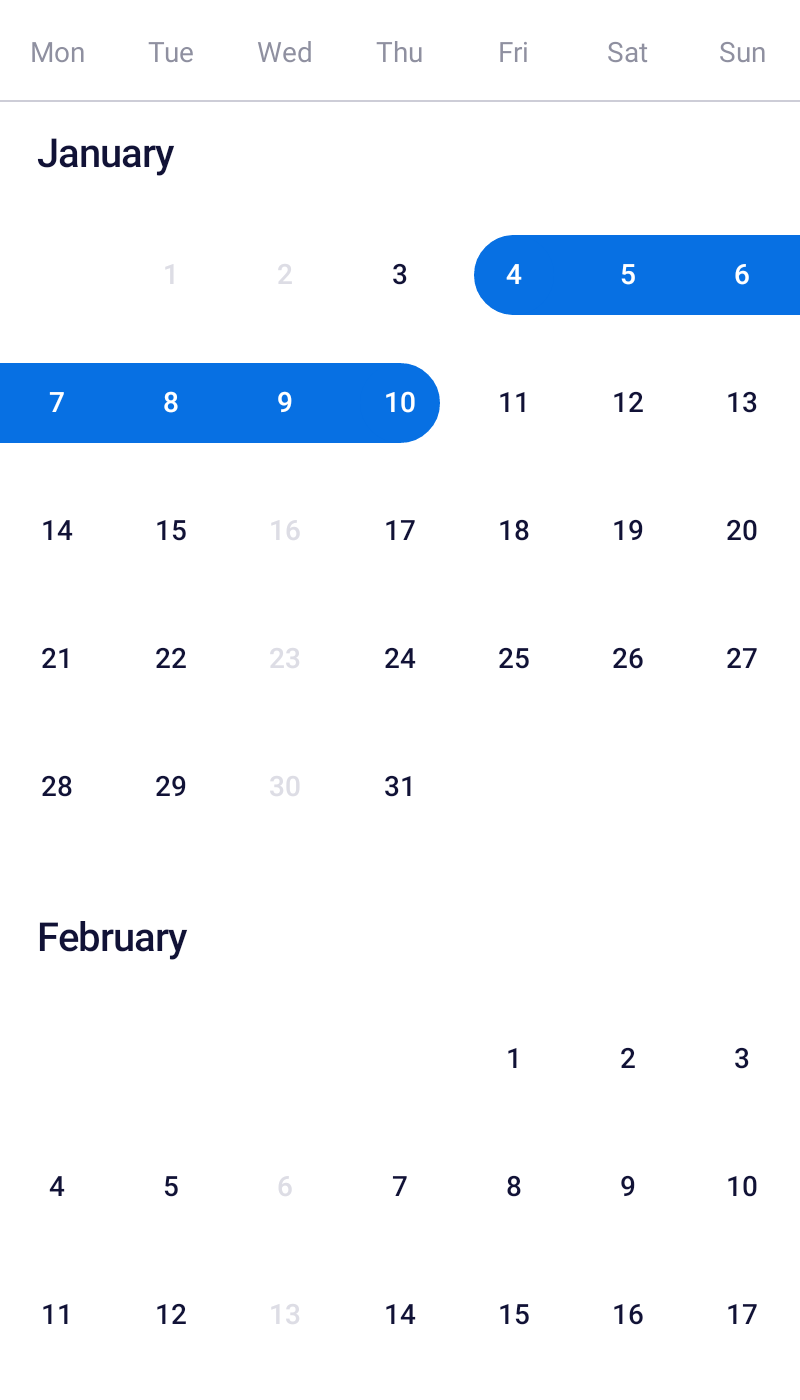 Mon Tue Wed Thu Fri Sat Sun
January
1 2 3 4 5 6
7 8 9 10 11 12 13
14 15 16 17 18 19 20
21 22 23 24 25 26 27
28 29 30 31
February
1 2 3
4 5 6 7 8 9 10
11 12 13 14 15 16 17